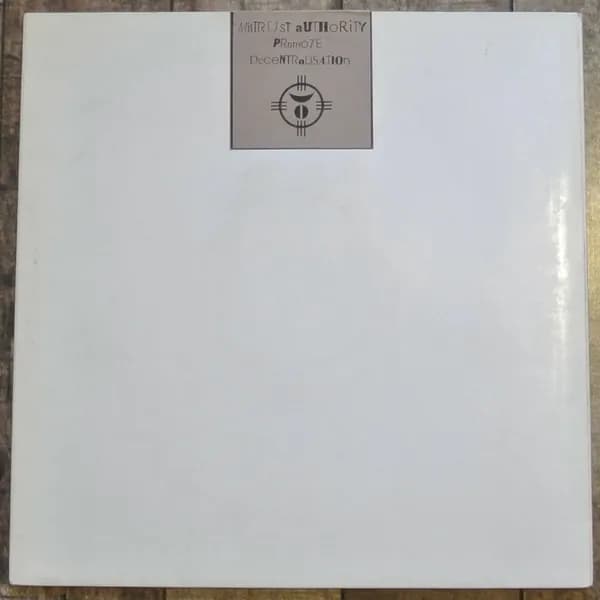 MiSTRUST aUTHoRiTY
PRomOTE
DeceNTRaLiSATIOn